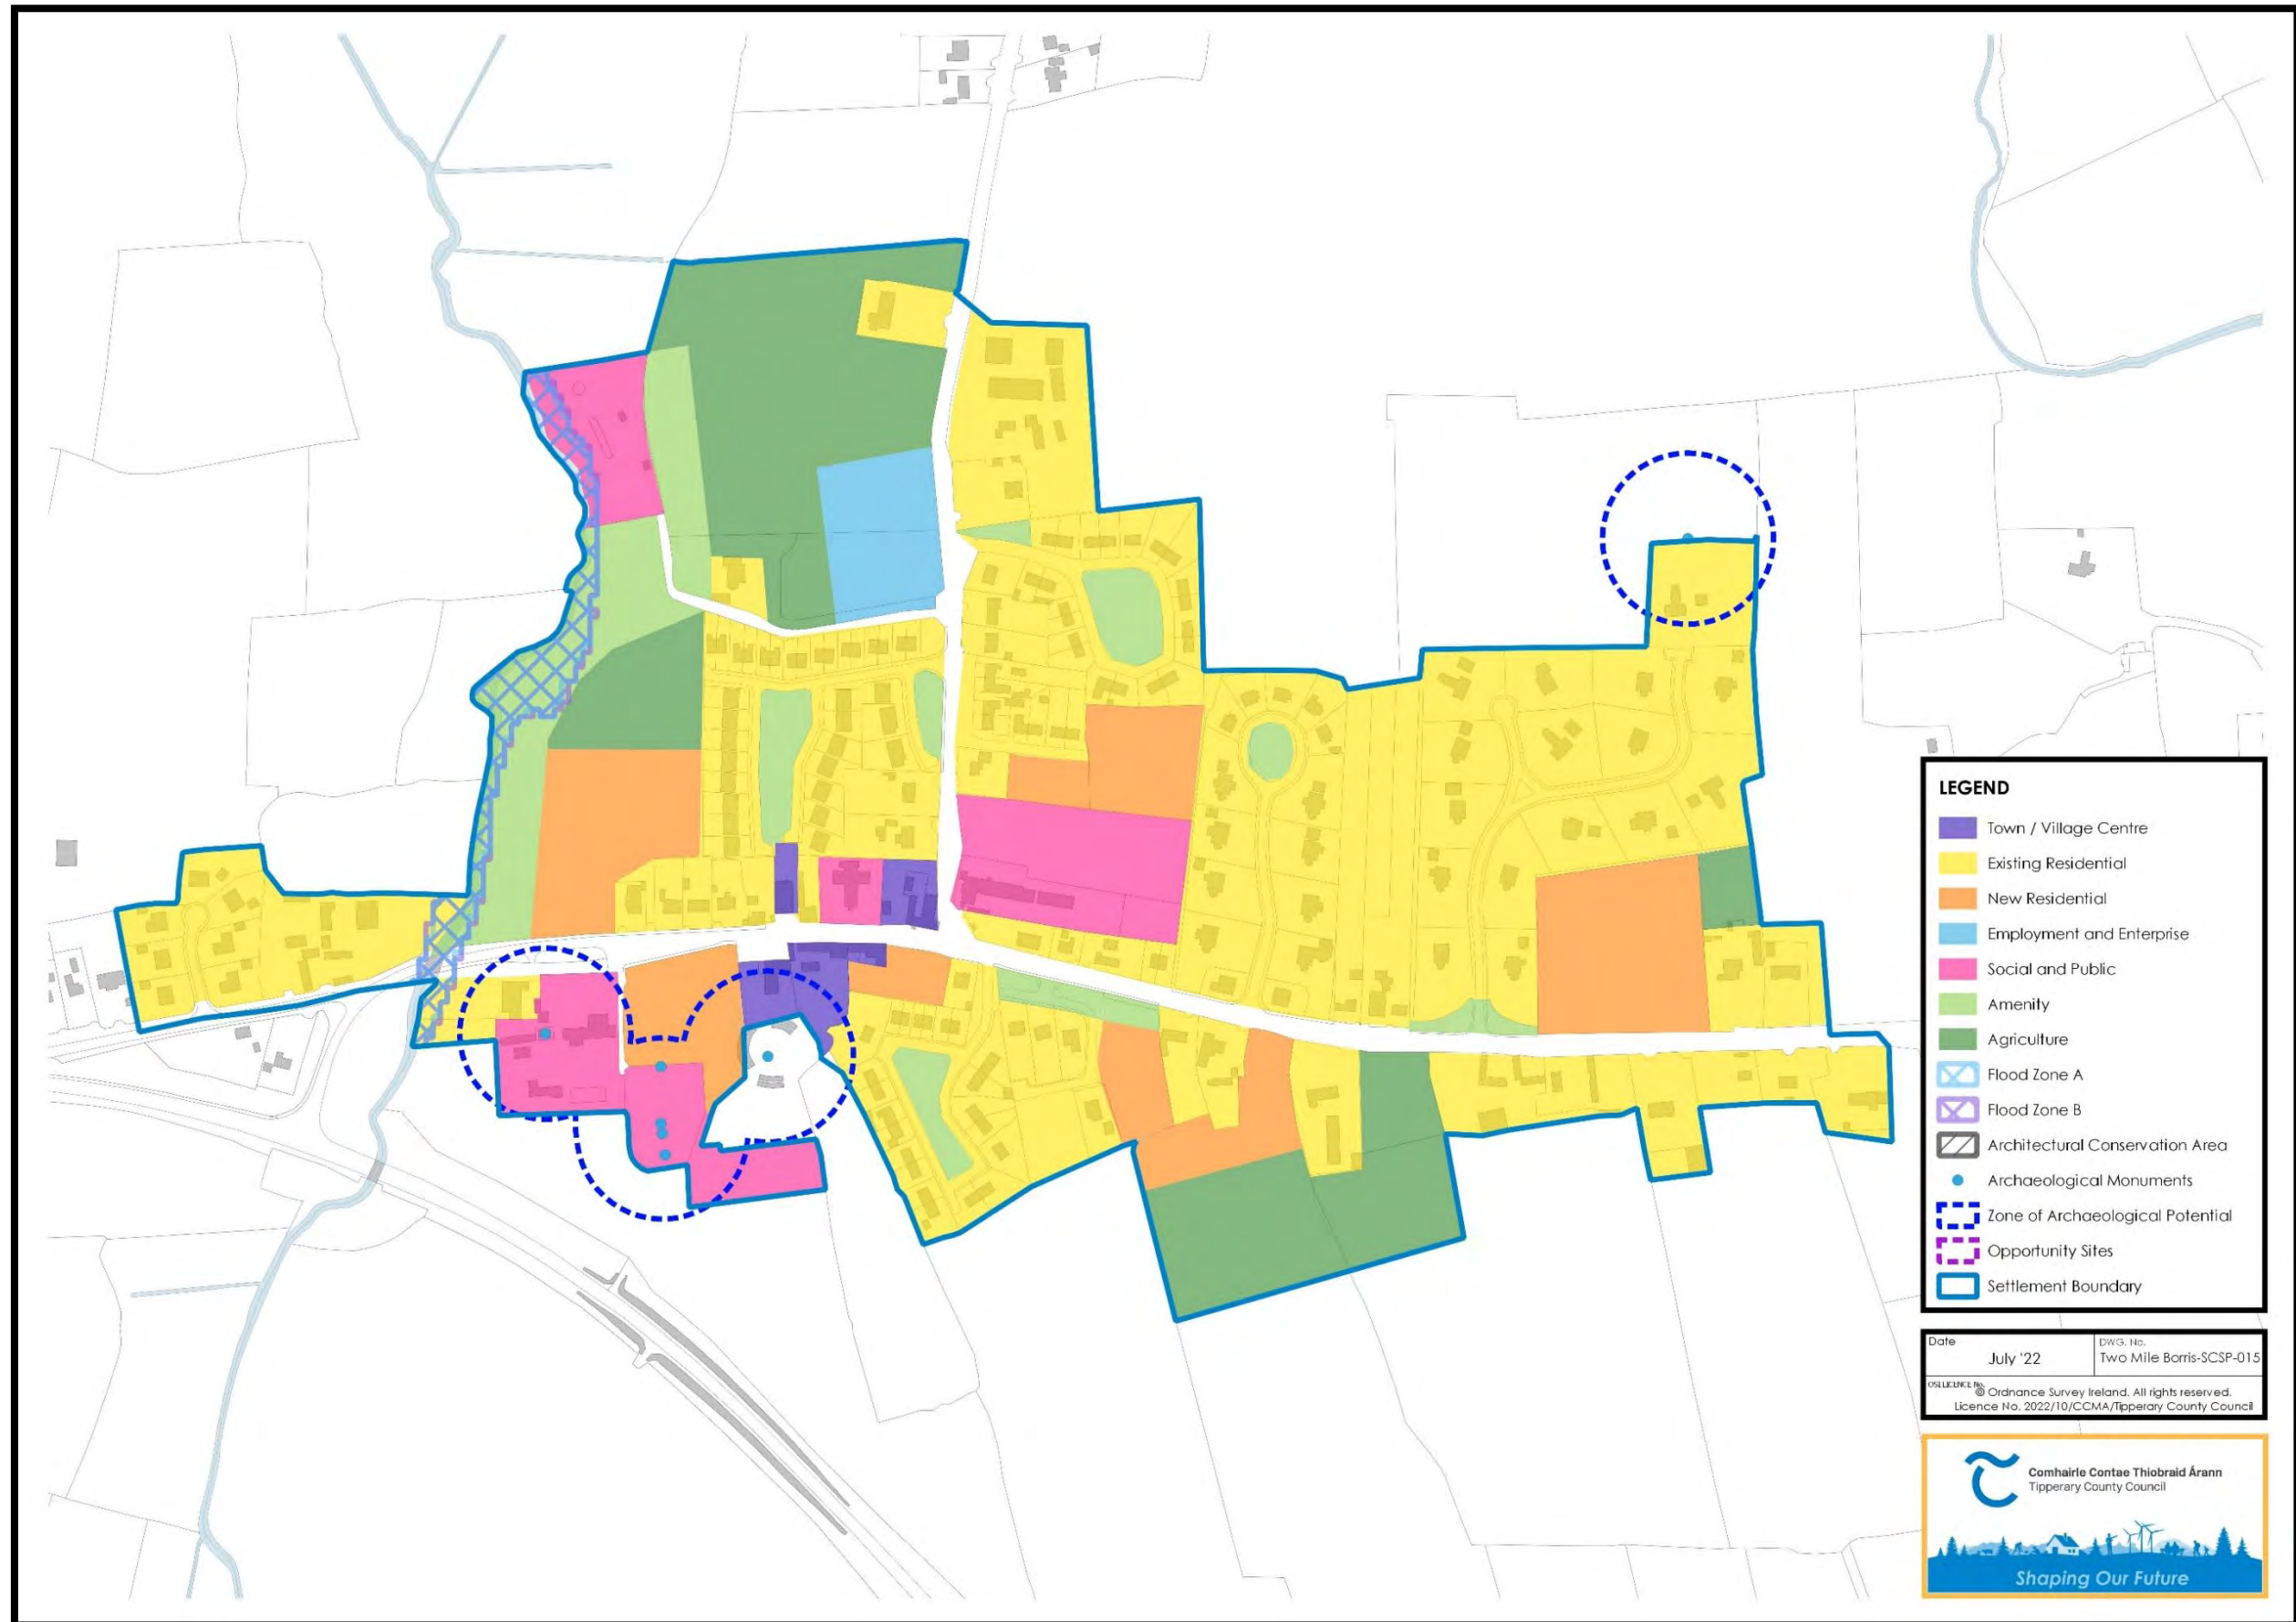 LEGEND
Town / Village Centre
Existing Residential
New Residential
Employment and Enterprise
Social and Public
Amenity
Agriculture
Flood Zone A
Flood Zone B
Architectural Conservation Area
Archaeological Monuments
Zone of Archaeological Potential
Opportunity Sites
Settlement Boundary
Date
July '22
DWG. No.
Two Mile Borris-SCSP-015
OSI LICENCE No.
© Ordnance Survey Ireland. All rights reserved.
Licence No. 2022/10/CCMA/Tipperary County Council
Comhairle Contae Thiobraid Árann
Tipperary County Council
Shaping Our Future